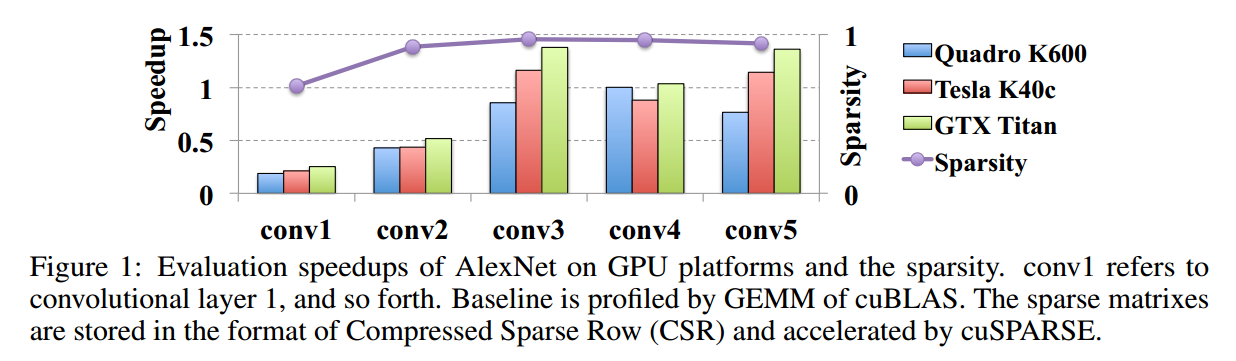 1.5
1
0.5
0
Speedup
1
0
Sparsity
Quadro K600
Tesla K40c
GTX Titan
Sparsity
conv1 conv2 conv3 conv4 conv5
Figure 1: Evaluation speedups of AlexNet on GPU platforms and the sparsity. conv1 refers to
convolutional layer 1, and so forth. Baseline is profiled by GEMM of cuBLAS. The sparse matrixes
are stored in the format of Compressed Sparse Row (CSR) and accelerated by cuSPARSE.